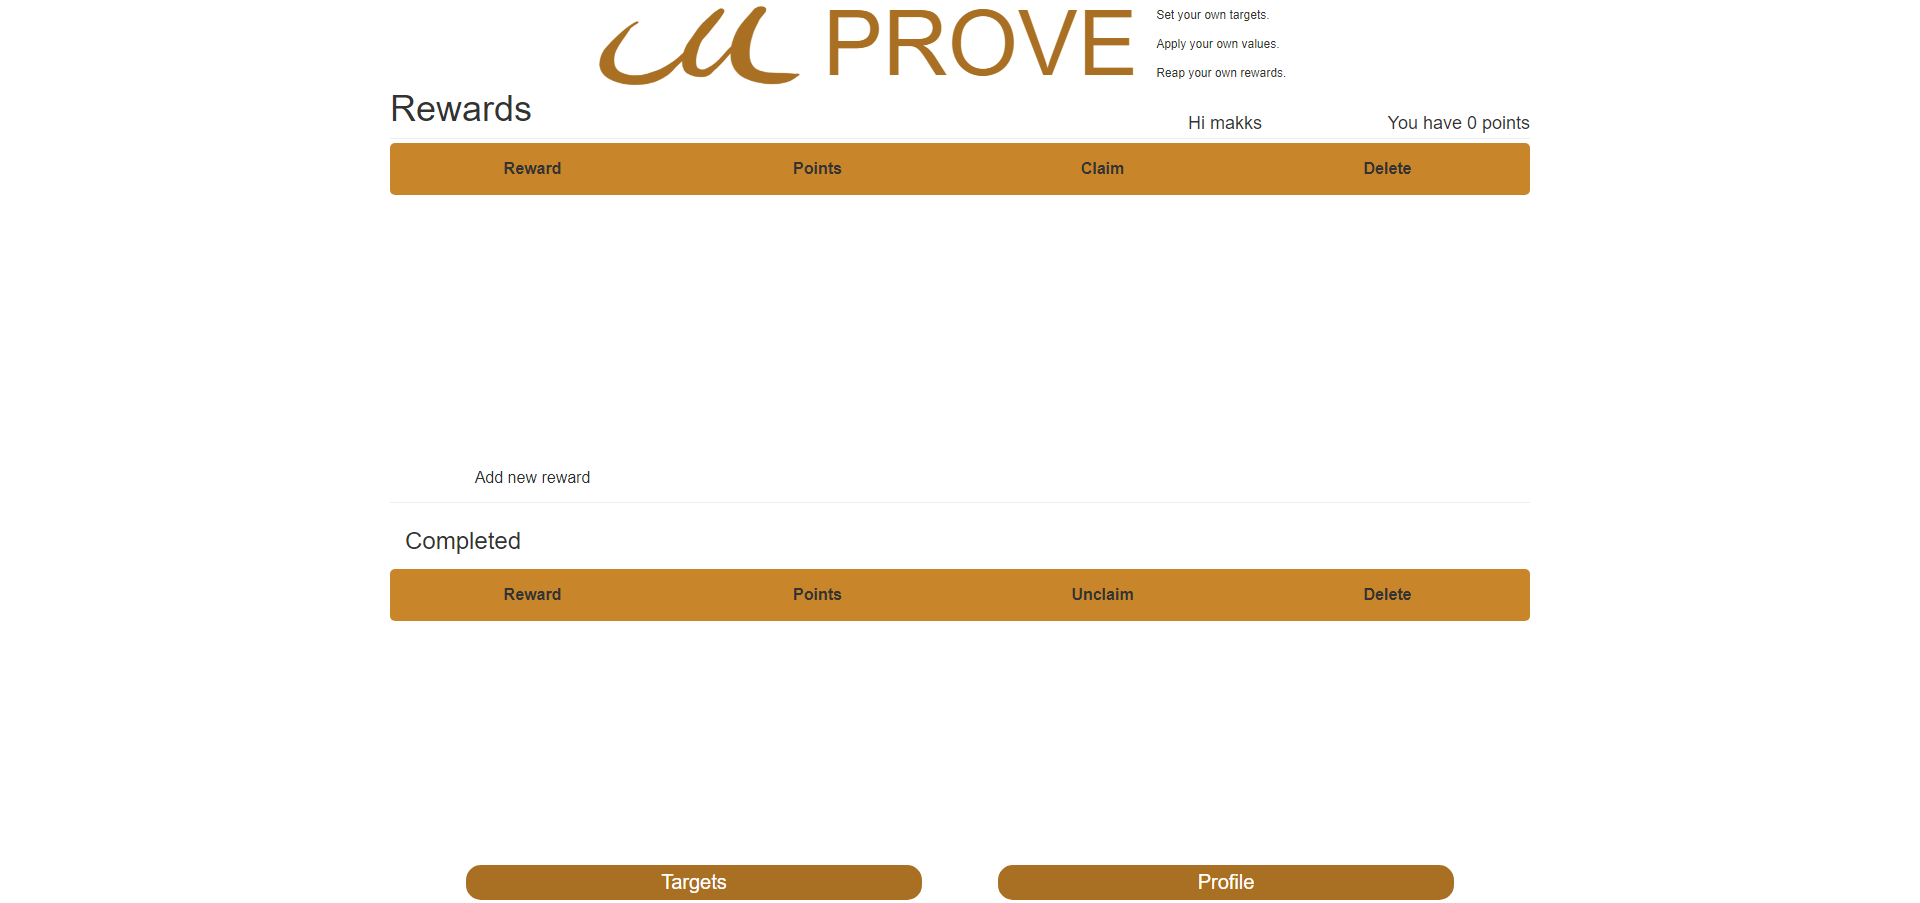 u PROVE
Set your own targets.
Apply your own values.
Reap your own rewards.
Rewards
Hi makks
You have 0 points
Reward Points Claim Delete
Add new reward
Completed
Reward Points Unclaim Delete
Targets
Profile